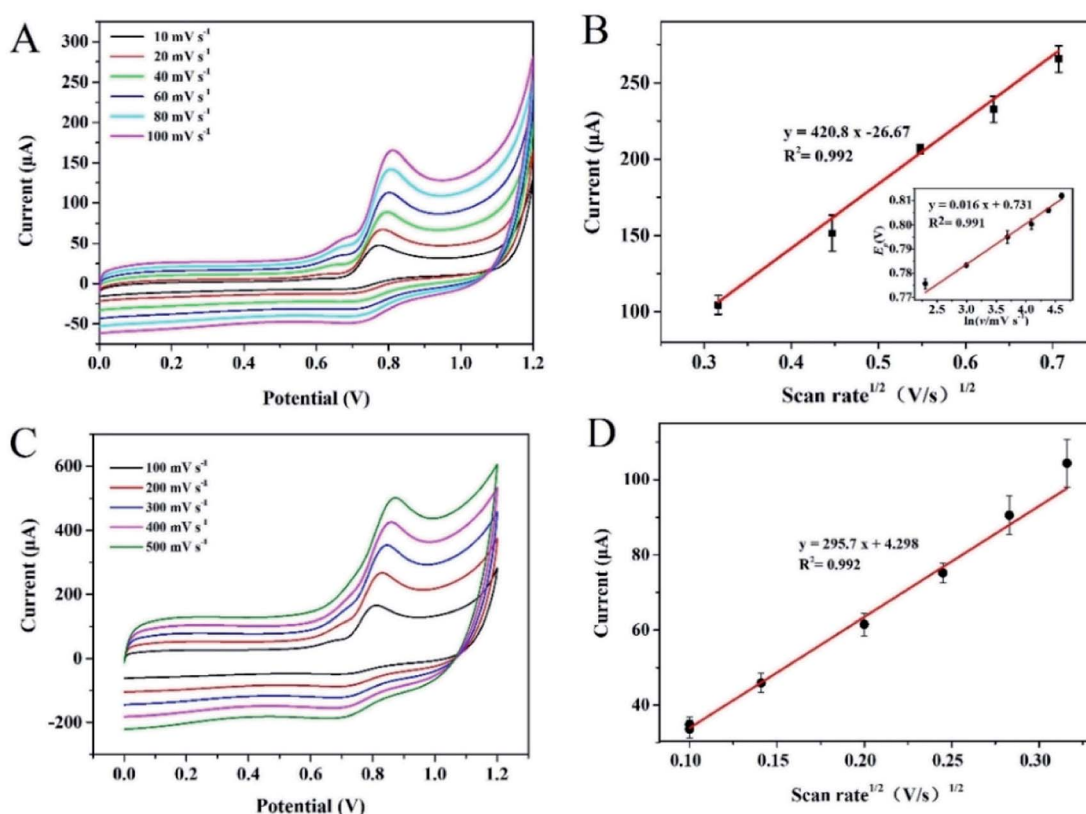 A
10 mV s-1
20 mV s-1
40 mV s-1
60 mV s-1
80 mV s-1
100 mV s-1
300
250
200
150
100
50
0
-50
Current (µA)
0.0 0.2 0.4 0.6 0.8 1.0 1.2
Potential (V)
B
y = 420.8 x -26.67
R2= 0.992
250
200
150
100
Current (µA)
0.3 0.4 0.5 0.6 0.7
Scan rate1/2 (V/s) 1/2
y = 0.016 x + 0.731
R2= 0.991
0.81
0.80
0.79
0.78
0.77
2.5 3.0 3.5 4.0 4.5
ln(v/mV s-1)
C
100 mV s-1
200 mV s-1
300 mV s-1
400 mV s-1
500 mV s-1
600
400
200
0
-200
Current (µA)
0.0 0.2 0.4 0.6 0.8 1.0 1.2
Potential (V)
D
y = 295.7 x + 4.298
R2= 0.992
100
80
60
40
Current (µA)
0.10 0.15 0.20 0.25 0.30
Scan rate1/2 (V/s) 1/2